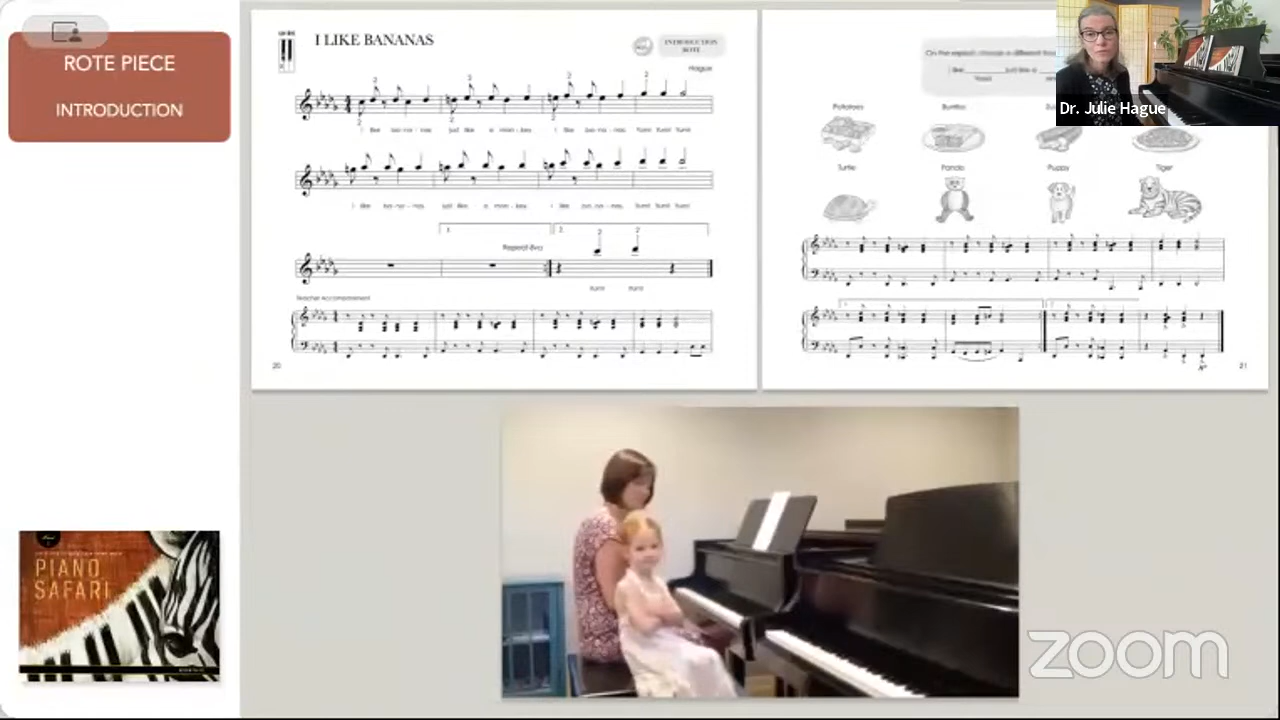 ROTE PIECE
INTRODUCTION
I LIKE BANANAS
INTRODUCTION
ROTE
Hague
I like ba-na-nas just like a mon-key. I like ba-na-nas, Yum! Yum! Yum!
I like ba-na-nas, just like a mon-key. I like ba-na-nas, Yum! Yum! Yum!
1. 2.
Repeat 8va
Yum! Yum!
Teacher Accompaniment
20
Potatoes Burritos
Turtle Panda Puppy Tiger
21
Dr. Julie Hague
PIANO
SAFARI
zoom